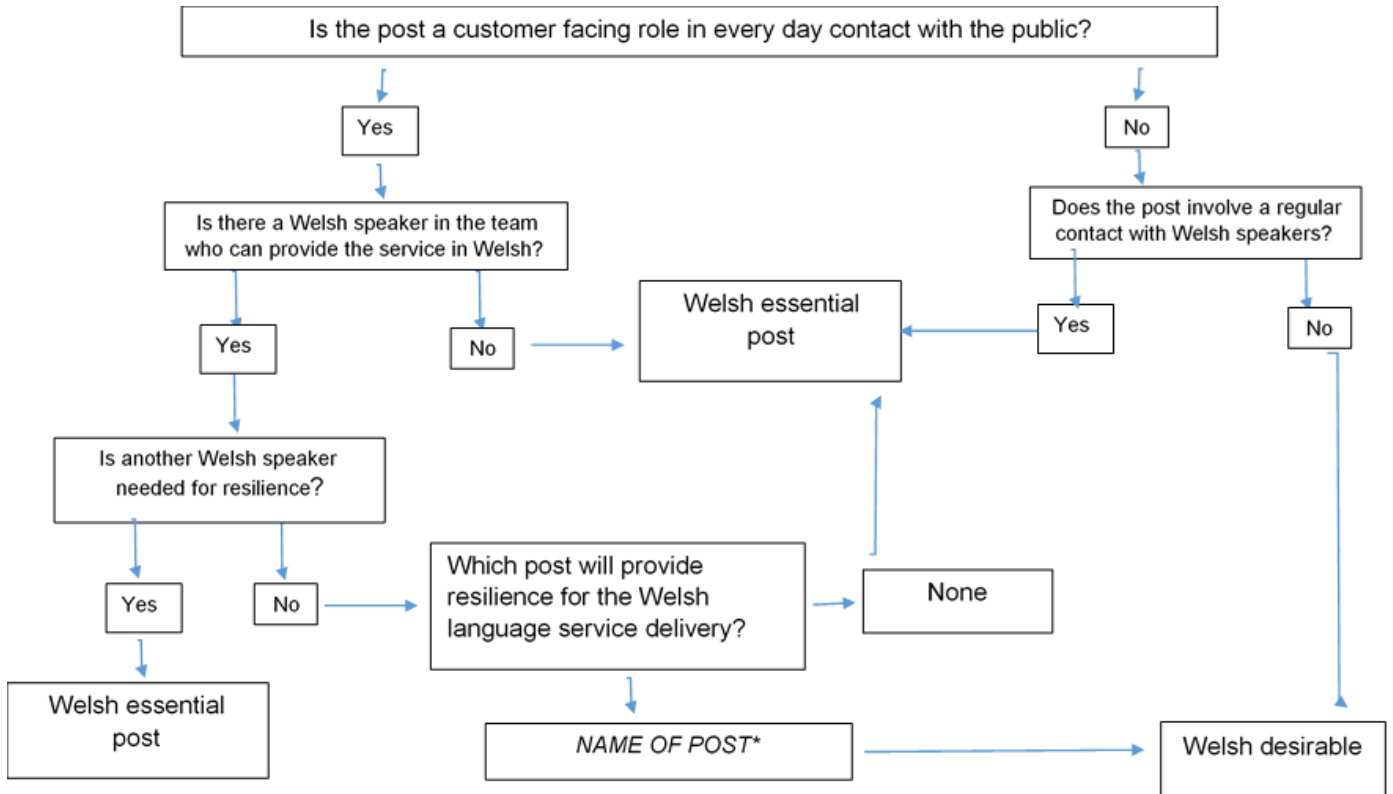 Is the post a customer facing role in every day contact with the public?
Yes
No
Is there a Welsh speaker in the team
who can provide the service in Welsh?
Does the post involve a regular
contact with Welsh speakers?
Welsh essential
post
Yes
No
Yes
No
Is another Welsh speaker
needed for resilience?
Which post will provide
resilience for the Welsh
language service delivery?
None
Yes
No
Welsh essential
post
NAME OF POST*
Welsh desirable